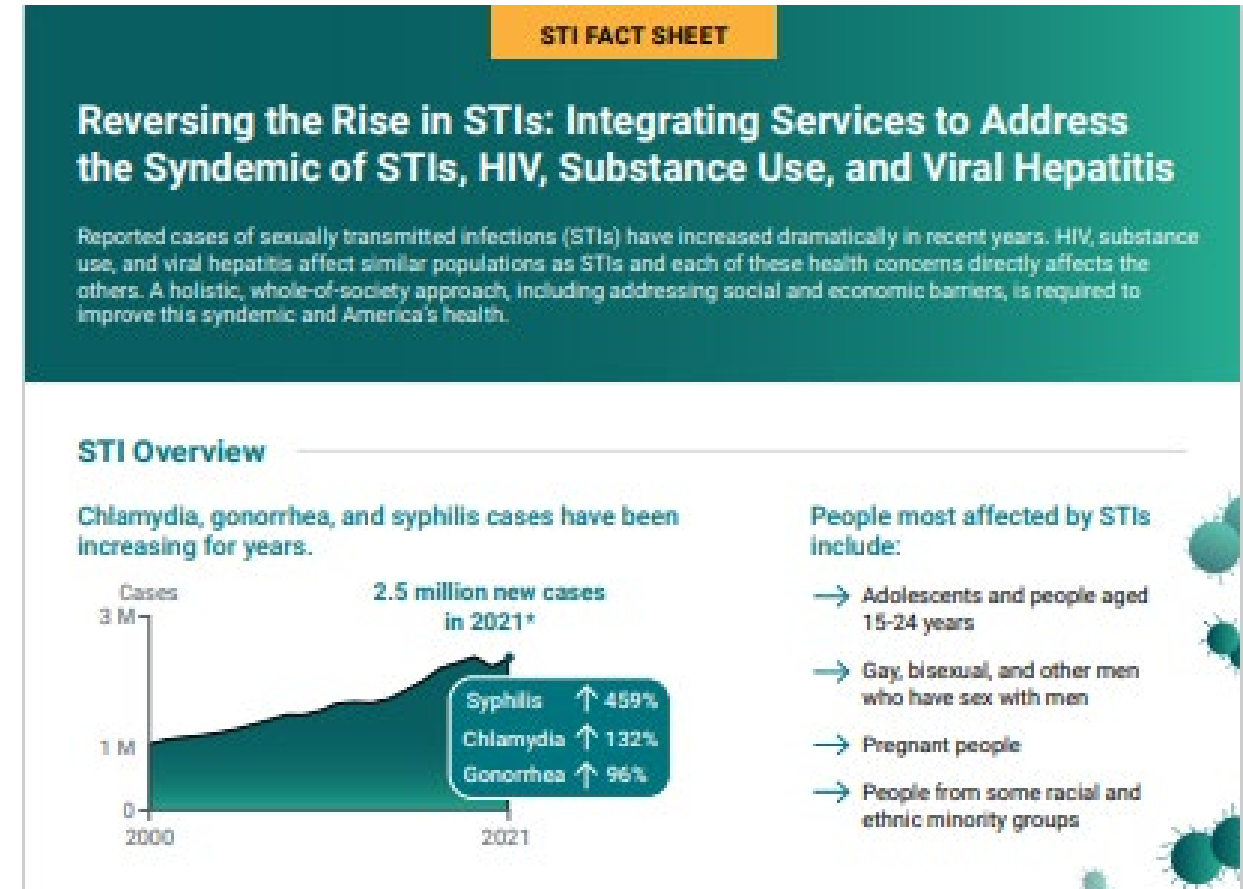 STI FACT SHEET
Reversing the Rise in STIs: Integrating Services to Address
the Syndemic of STIs, HIV, Substance Use, and Viral Hepatitis
Reported cases of sexually transmitted infections (STIs) have increased dramatically in recent years. HIV, substance
use, and viral hepatitis affect similar populations as STIs and each of these health concerns directly affects the
others. A holistic, whole-of-society approach, including addressing social and economic barriers, is required to
improve this syndemic and America's health.
STI Overview
Chlamydia, gonorrhea, and syphilis cases have been
increasing for years.
Cases
2.5 million new cases
in 2021*
3 M
1 M
0
2000
2021
Syphilis ↑ 459%
Chlamydia ↑ 132%
Gonorrhea ↑ 96%
People most affected by STIs
include:
→ Adolescents and people aged
15-24 years
→ Gay, bisexual, and other men
who have sex with men
→ Pregnant people
→ People from some racial and
ethnic minority groups